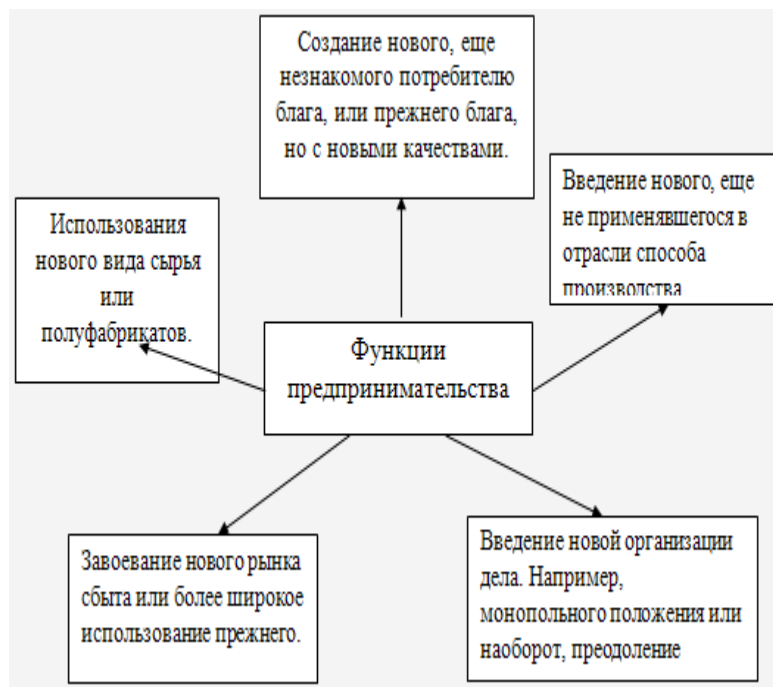 Создание нового, еще
незнакомого потребителю
блага, или прежнего блага,
но с новыми качествами.
Введение нового, еще
не применявшегося в
отрасли способа
производства
Использования
нового вида сырья
или
полуфабрикатов.
Функции
предпринимательства
Завоевание нового рынка
сбыта или более широкое
использование прежнего.
Введение новой организации
дела. Например,
монопольного положения или
наоборот, преодоление